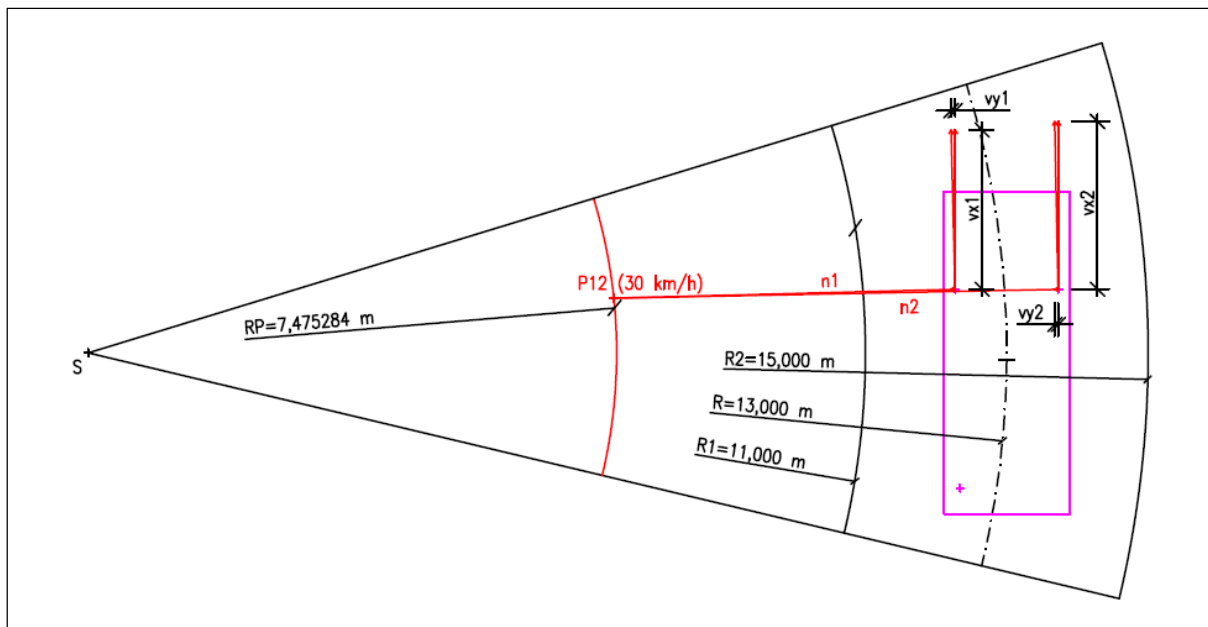 vy1
vx1
vx2
P12 (30 km/h)
n1
n2
RP=7,475284 m
vy2
S
R2=15,000 m
R=13,000 m
R1=11,000 m